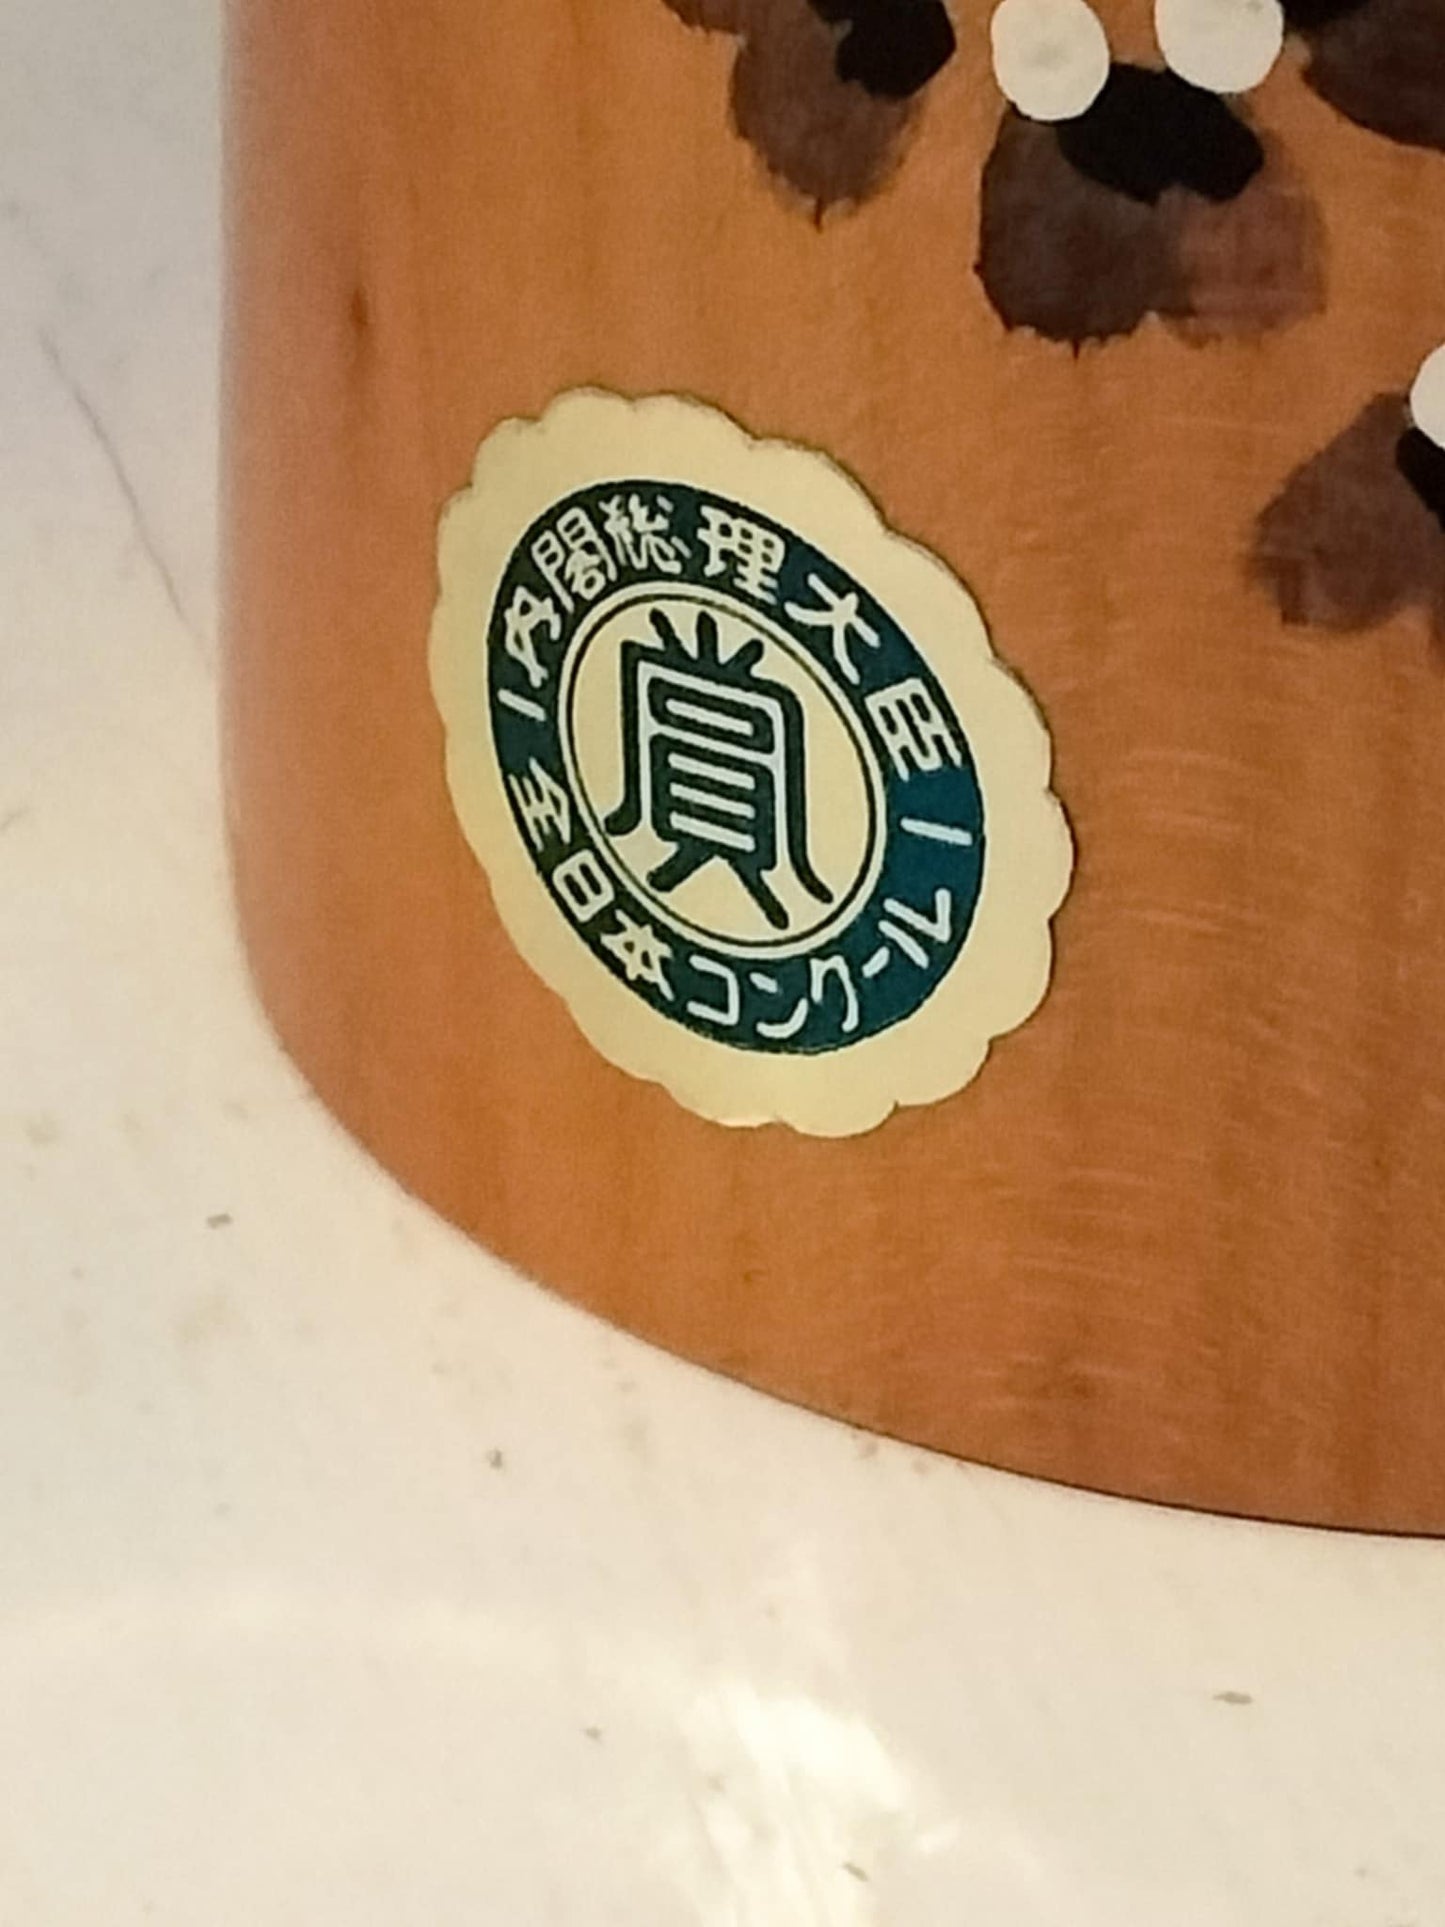 内閣総理大臣
賞
全日本コンクール